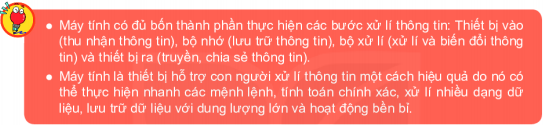 • Máy tính có đủ bốn thành phần thực hiện các bước xử lí thông tin: Thiết bị vào
(thu nhận thông tin), bộ nhớ (lưu trữ thông tin), bộ xử lí (xử lí và biến đổi thông
tin) và thiết bị ra (truyền, chia sẻ thông tin).
• Máy tính là thiết bị hỗ trợ con người xử lí thông tin một cách hiệu quả do nó có
thể thực hiện nhanh các mệnh lệnh, tính toán chính xác, xử lí nhiều dạng dữ
liệu, lưu trữ dữ liệu với dung lượng lớn và hoạt động bền bỉ.